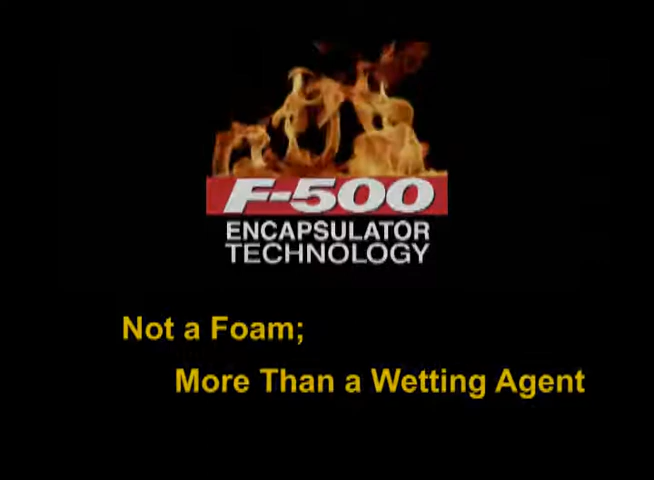 F-500
ENCAPSULATOR
TECHNOLOGY
Not a Foam;
More Than a Wetting Agent